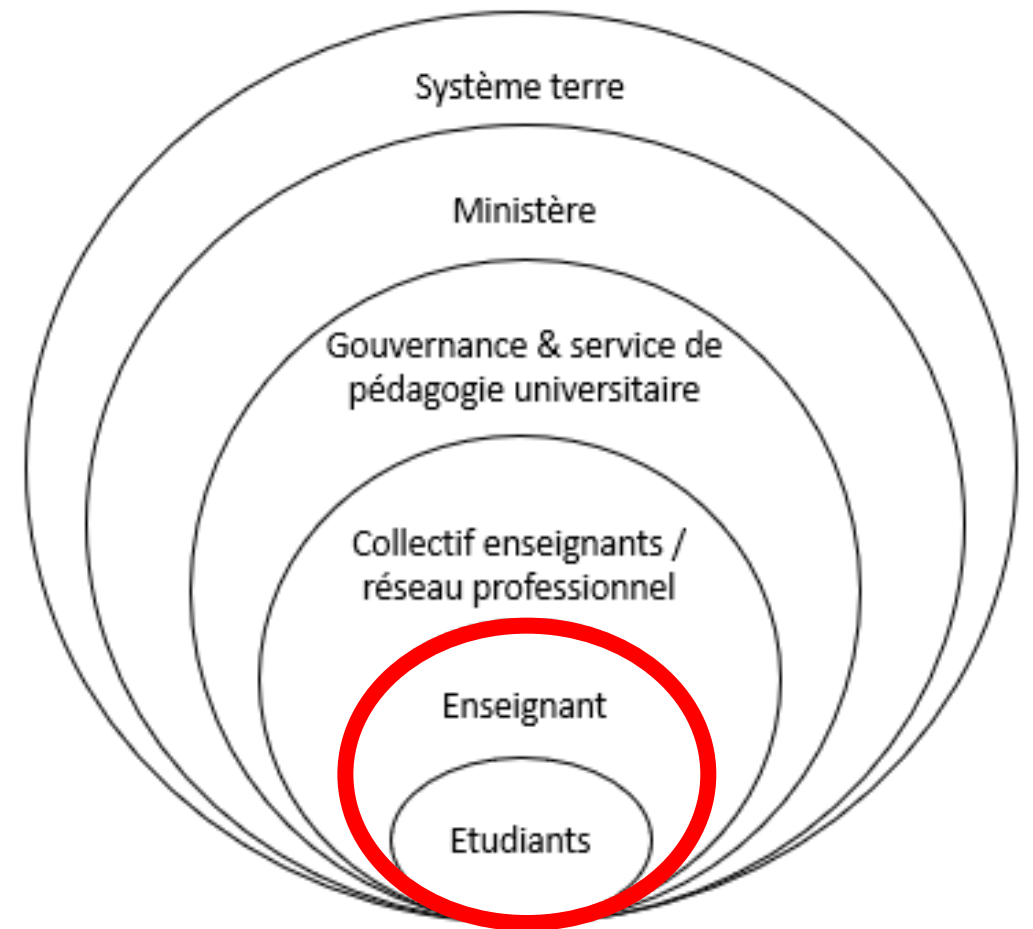 Système terre
Ministère
Gouvernance & service de
pédagogie universitaire
Collectif enseignants /
réseau professionnel
Enseignant
Etudiants